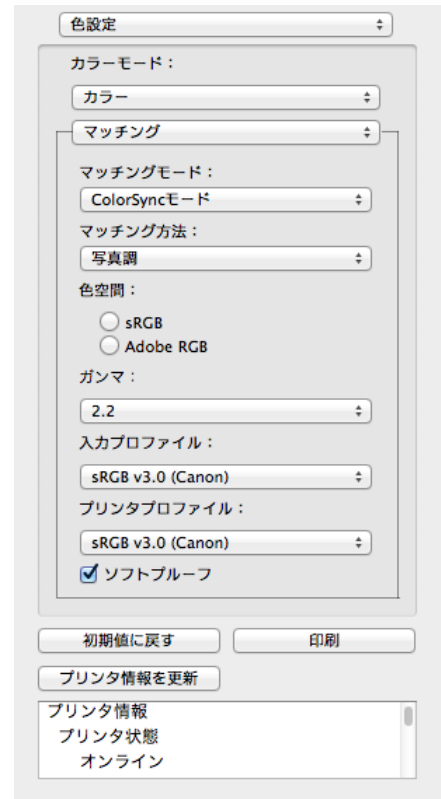 色設定
カラーモード：
カラー
マッチング
マッチングモード：
ColorSyncモード
マッチング方法：
写真調
色空間：
sRGB
Adobe RGB
ガンマ：
2.2
入力プロファイル：
sRGB v3.0 (Canon)
プリンタプロファイル：
sRGB v3.0 (Canon)
ソフトプルーフ
初期値に戻す 印刷
プリンタ情報を更新
プリンタ情報
プリンタ状態
オンライン